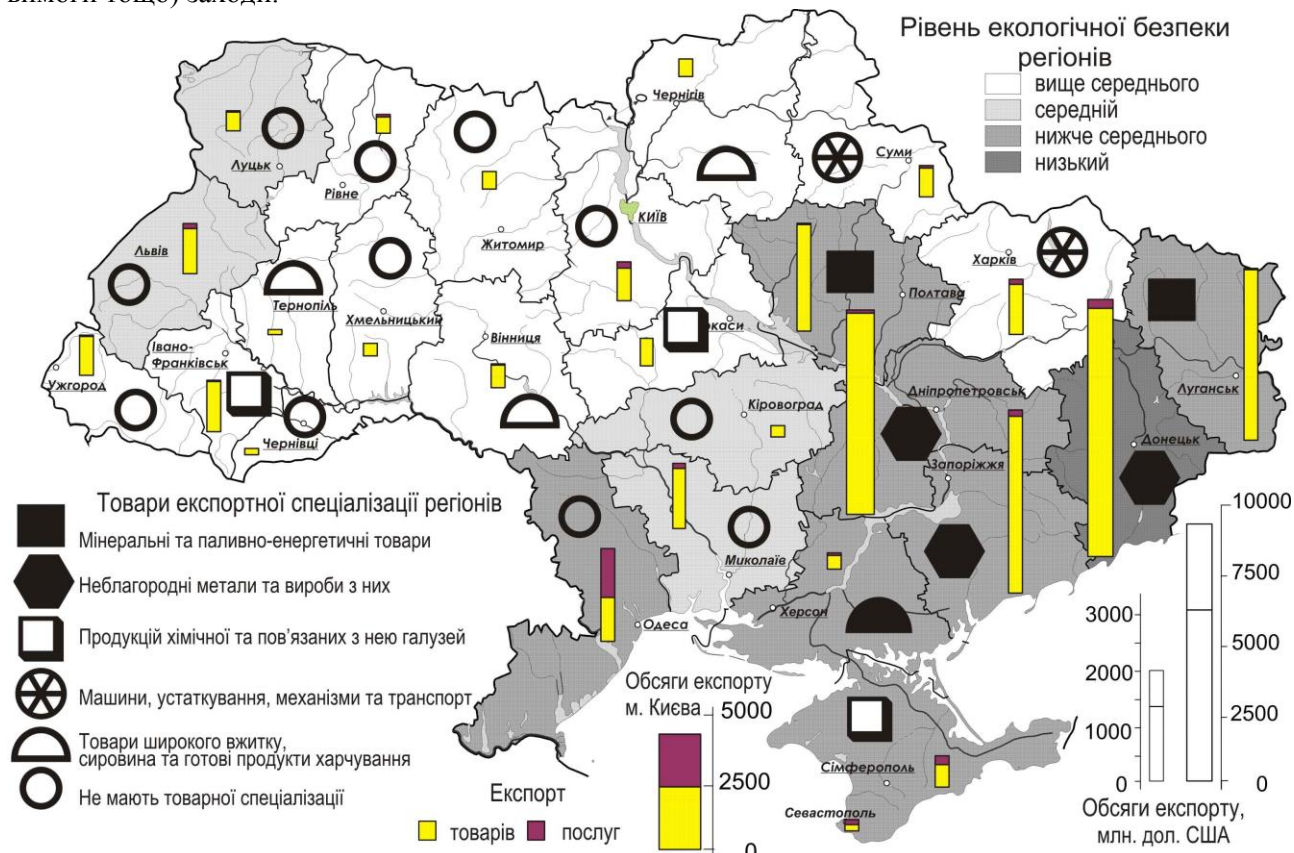 вимоги тощо) заходи.
Рівень екологічної безпеки
регіонів
вище середнього
середній
нижче середнього
низький
Чернігів
Суми
Луцьк
Рівне
КИЇВ
Житомир
Львів
Харків
Полтава
Тернопіль
Хмельницький
Вінниця
каси
Івано-
Франківськ
Ужгород
Чернівці
Кіровоград
Дніпропетровськ
Луганськ
Донецьк
Запоріжжя
Миколаїв
Херсон
Одеса
Сімферополь
Севастополь
Товари експортної спеціалізації регіонів
Мінеральні та паливно-енергетичні товари
Неблагородні метали та вироби з них
Продукцій хімічної та пов'язаних з нею галузей
Машини, устаткування, механізми та транспорт
Товари широкого вжитку,
сировина та готові продукти харчування
Не мають товарної спеціалізації
Експорт
товарів
послуг
Обсяги експорту
м. Києва
5000
2500
0
3000
2000
1000
0
10000
7500
5000
2500
0
Обсяги експорту,
млн. дол. США